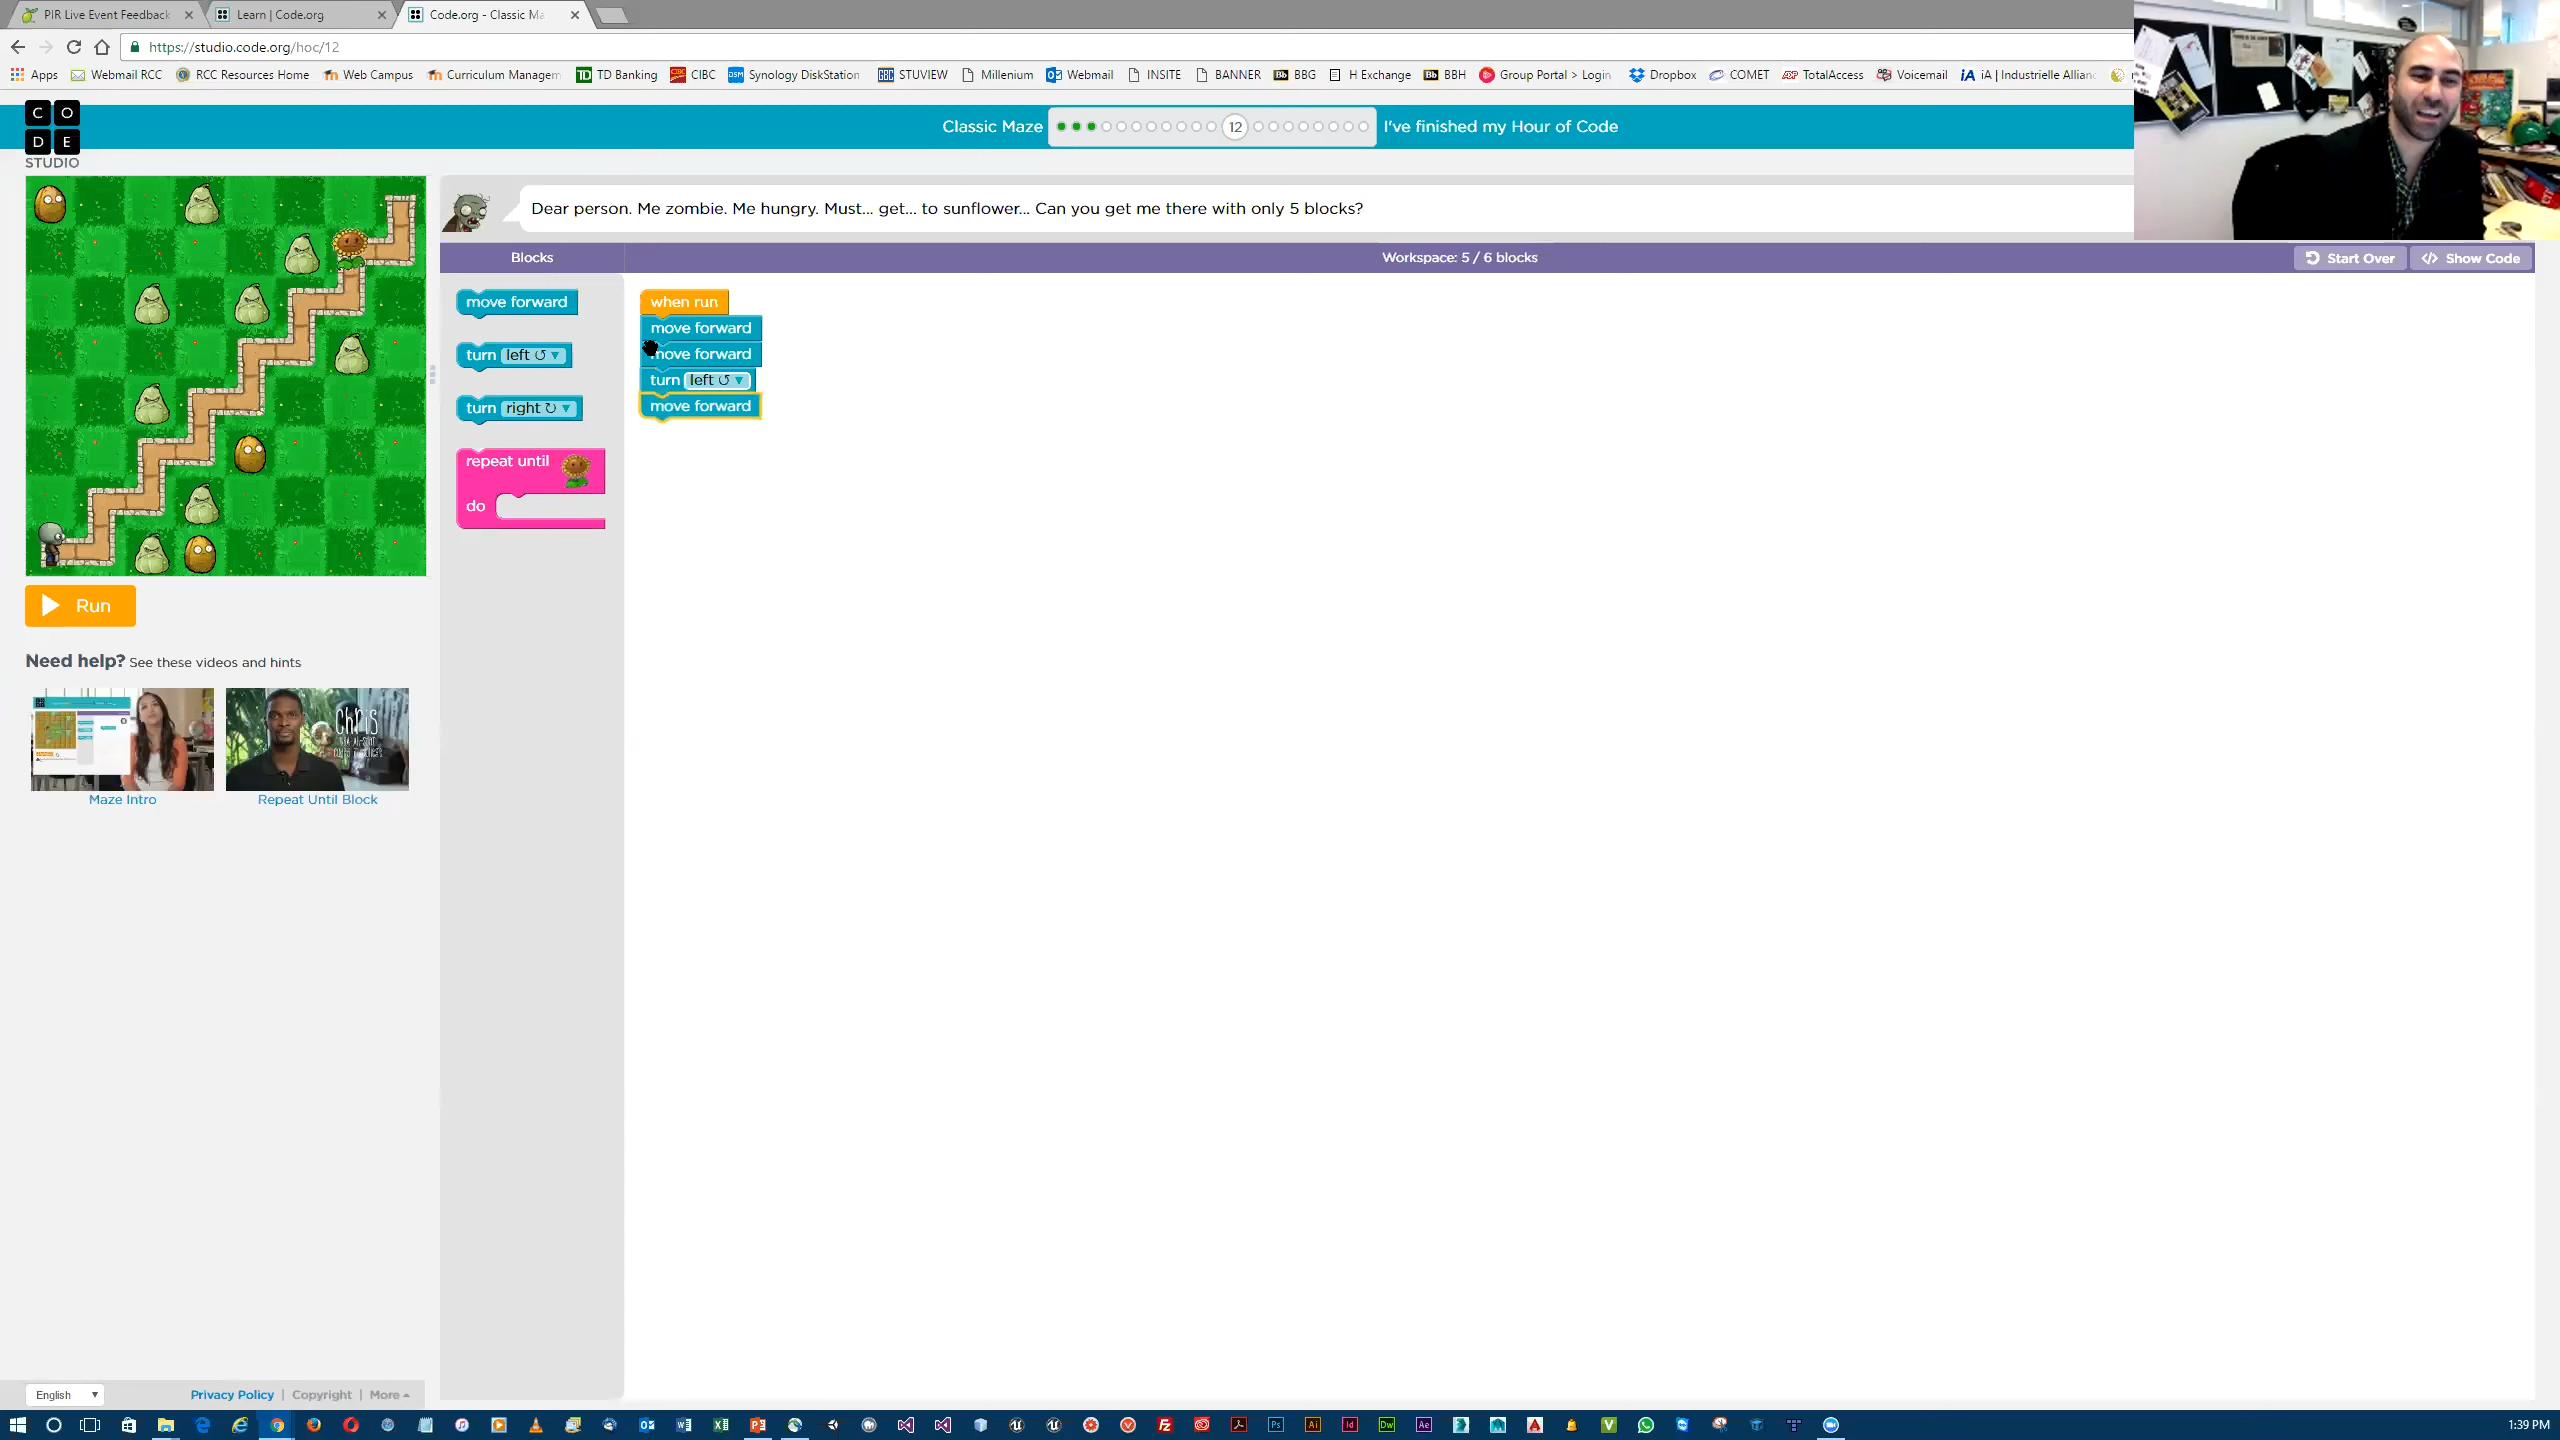 PIR Live Event Feedback
Learn | Code.org
Code.org - Classic Ma
https://studio.code.org/hoc/12
Apps
Webmail RCC
RCC Resources Home
Web Campus
Curriculum Managem
TD Banking
CIBC
Synology DiskStation
STUVIEW
Millenium
Webmail
INSITE
BANNER
BBG
H Exchange
BBH
Group Portal > Login
Dropbox
COMET
TotalAccess
Voicemail
iA | Industrielle Allianc
CODE
STUDIO
Classic Maze
12
I've finished my Hour of Code
Dear person. Me zombie. Me hungry. Must... get... to sunflower... Can you get me there with only 5 blocks?
Blocks
Workspace: 5 / 6 blocks
Start Over
Show Code
move forward
turn left
turn right
repeat until
do
when run
move forward
move forward
turn left
move forward
Run
Need help? See these videos and hints
Chris
Maze Intro
Repeat Until Block
English
Privacy Policy | Copyright | More
1:39 PM